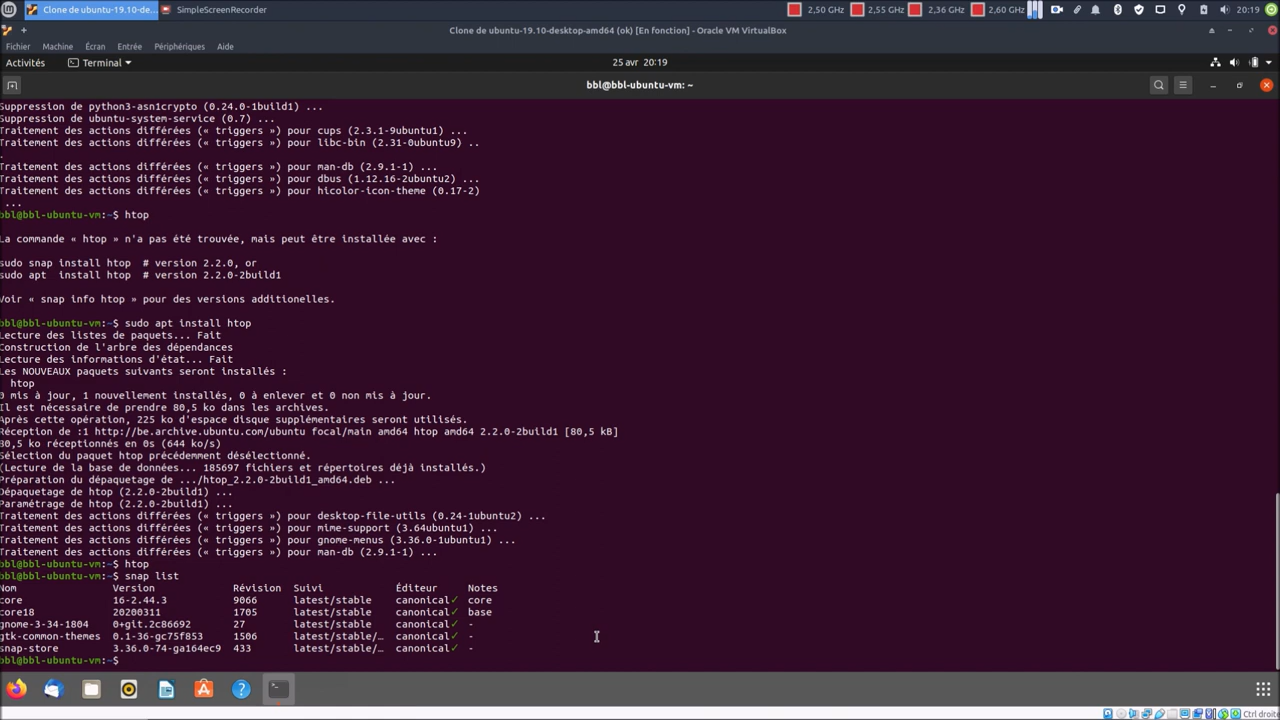 Clone de ubuntu-19.10-de...
SimpleScreenRecorder
2,50 GHz
2,55 GHz
2,36 GHz
2,60 GHz
20:19
Clone de ubuntu-19.10-desktop-amd64 (ok) [En fonction] - Oracle VM VirtualBox
Fichier Machine Écran Entrée Périphériques Aide
Activités
Terminal
25 avr 20:19
bbl@bbl-ubuntu-vm: ~
Suppression de python3-asn1crypto (0.24.0-1build1) ...
Suppression de ubuntu-system-service (0.7) ...
Traitement des actions différées (« triggers ») pour cups (2.3.1-9ubuntu1) ...
Traitement des actions différées (« triggers ») pour libc-bin (2.31-0ubuntu9) ..
.
Traitement des actions différées (« triggers ») pour man-db (2.9.1-1) ...
Traitement des actions différées (« triggers ») pour dbus (1.12.16-2ubuntu2) ...
Traitement des actions différées (« triggers ») pour hicolor-icon-theme (0.17-2)
...
bbl@bbl-ubuntu-vm:~$ htop
La commande « htop » n'a pas été trouvée, mais peut être installée avec :
sudo snap install htop # version 2.2.0, or
sudo apt install htop # version 2.2.0-2build1
Voir « snap info htop » pour des versions additionelles.
bbl@bbl-ubuntu-vm:~$ sudo apt install htop
Lecture des listes de paquets... Fait
Construction de l'arbre des dépendances
Lecture des informations d'état... Fait
Les NOUVEAUX paquets suivants seront installés :
htop
0 mis à jour, 1 nouvellement installés, 0 à enlever et 0 non mis à jour.
Il est nécessaire de prendre 80,5 ko dans les archives.
Après cette opération, 225 ko d'espace disque supplémentaires seront utilisés.
Réception de :1 http://be.archive.ubuntu.com/ubuntu focal/main amd64 htop amd64 2.2.0-2build1 [80,5 kB]
80,5 ko réceptionnés en 0s (644 ko/s)
Sélection du paquet htop précédemment désélectionné.
(Lecture de la base de données... 185697 fichiers et répertoires déjà installés.)
Préparation du dépaquetage de .../htop_2.2.0-2build1_amd64.deb ...
Dépaquetage de htop (2.2.0-2build1) ...
Paramétrage de htop (2.2.0-2build1) ...
Traitement des actions différées (« triggers ») pour desktop-file-utils (0.24-1ubuntu2) ...
Traitement des actions différées (« triggers ») pour mime-support (3.64ubuntu1) ...
Traitement des actions différées (« triggers ») pour gnome-menus (3.36.0-1ubuntu1) ...
Traitement des actions différées (« triggers ») pour man-db (2.9.1-1) ...
bbl@bbl-ubuntu-vm:~$ htop
bbl@bbl-ubuntu-vm:~$ snap list
Nom Version Révision Suivi Éditeur Notes
core 16-2.44.3 9066 latest/stable canonical✓ core
core18 20200311 1705 latest/stable canonical✓ base
gnome-3-34-1804 0+git.2c86692 27 latest/stable canonical✓ -
gtk-common-themes 0.1-36-gc75f853 1506 latest/stable/… canonical✓ -
snap-store 3.36.0-74-ga164ec9 433 latest/stable/… canonical✓ -
bbl@bbl-ubuntu-vm:~$
Ctrl droite